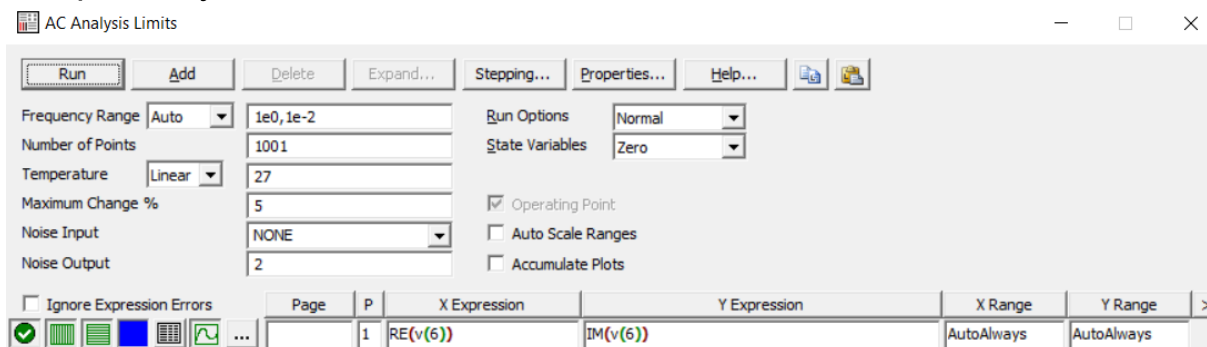 AC Analysis Limits
Run Add Delete Expand... Stepping... Properties... Help...
Frequency Range Auto 1e0,1e-2 Run Options Normal
Number of Points 1001 State Variables Zero
Temperature Linear 27
Maximum Change % 5 Operating Point
Noise Input NONE Auto Scale Ranges
Noise Output 2 Accumulate Plots
Ignore Expression Errors Page P X Expression Y Expression X Range Y Range >
... 1 RE(v(6)) IM(v(6)) AutoAlways AutoAlways